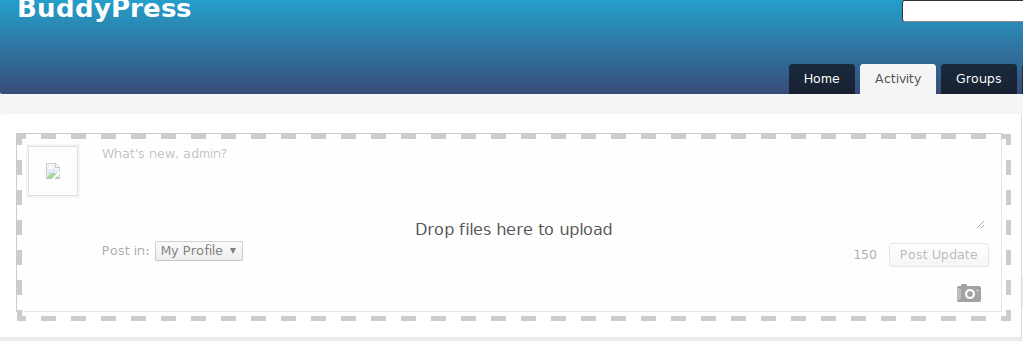 BuddyPress
Home Activity Groups
What's new, admin?
Drop files here to upload
Post in: My Profile 150 Post Update